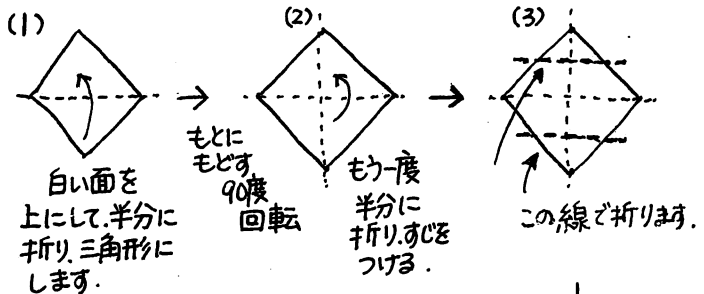 (1)
白い面を
上にして、半分に
折り、三角形に
します.
もとに
もどす
90度
回転
(2)
もう一度
半分に
折り、すじを
つける.
(3)
この線で折ります.